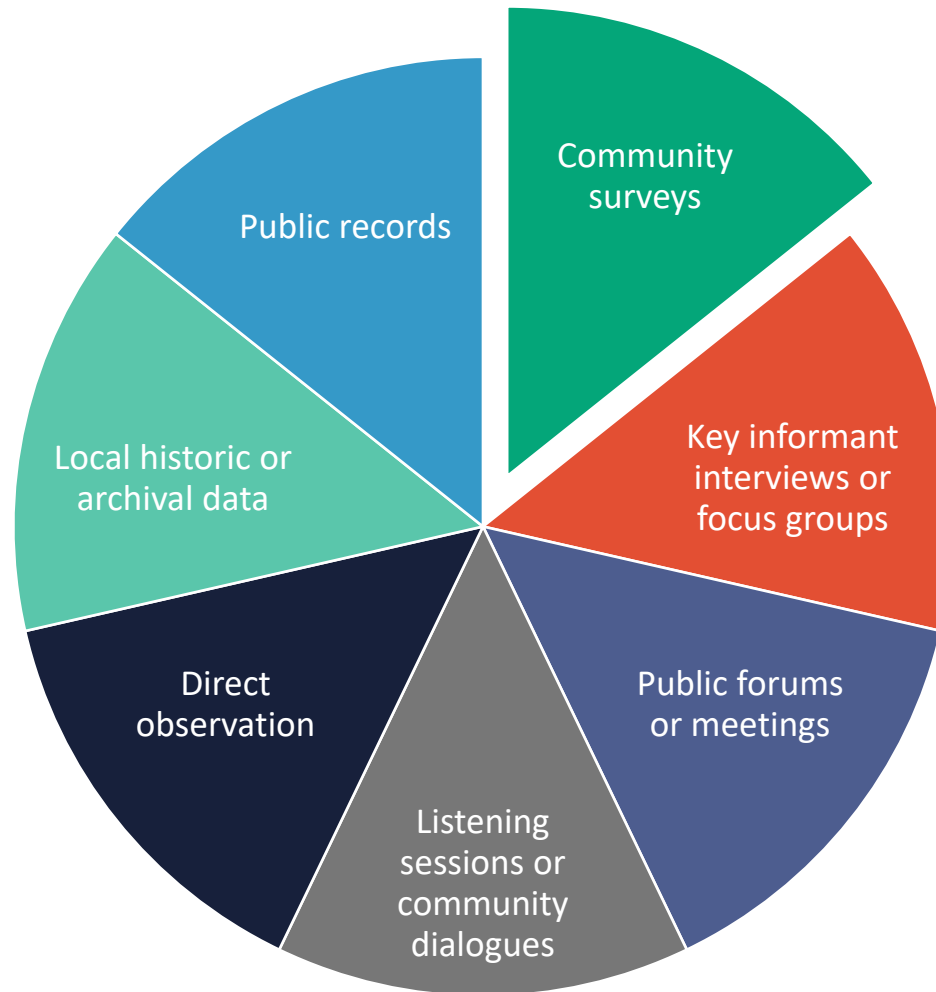 Community
surveys
Key informant
interviews or
focus groups
Public forums
or meetings
Listening
sessions or
community
dialogues
Direct
observation
Local historic or
archival data
Public records